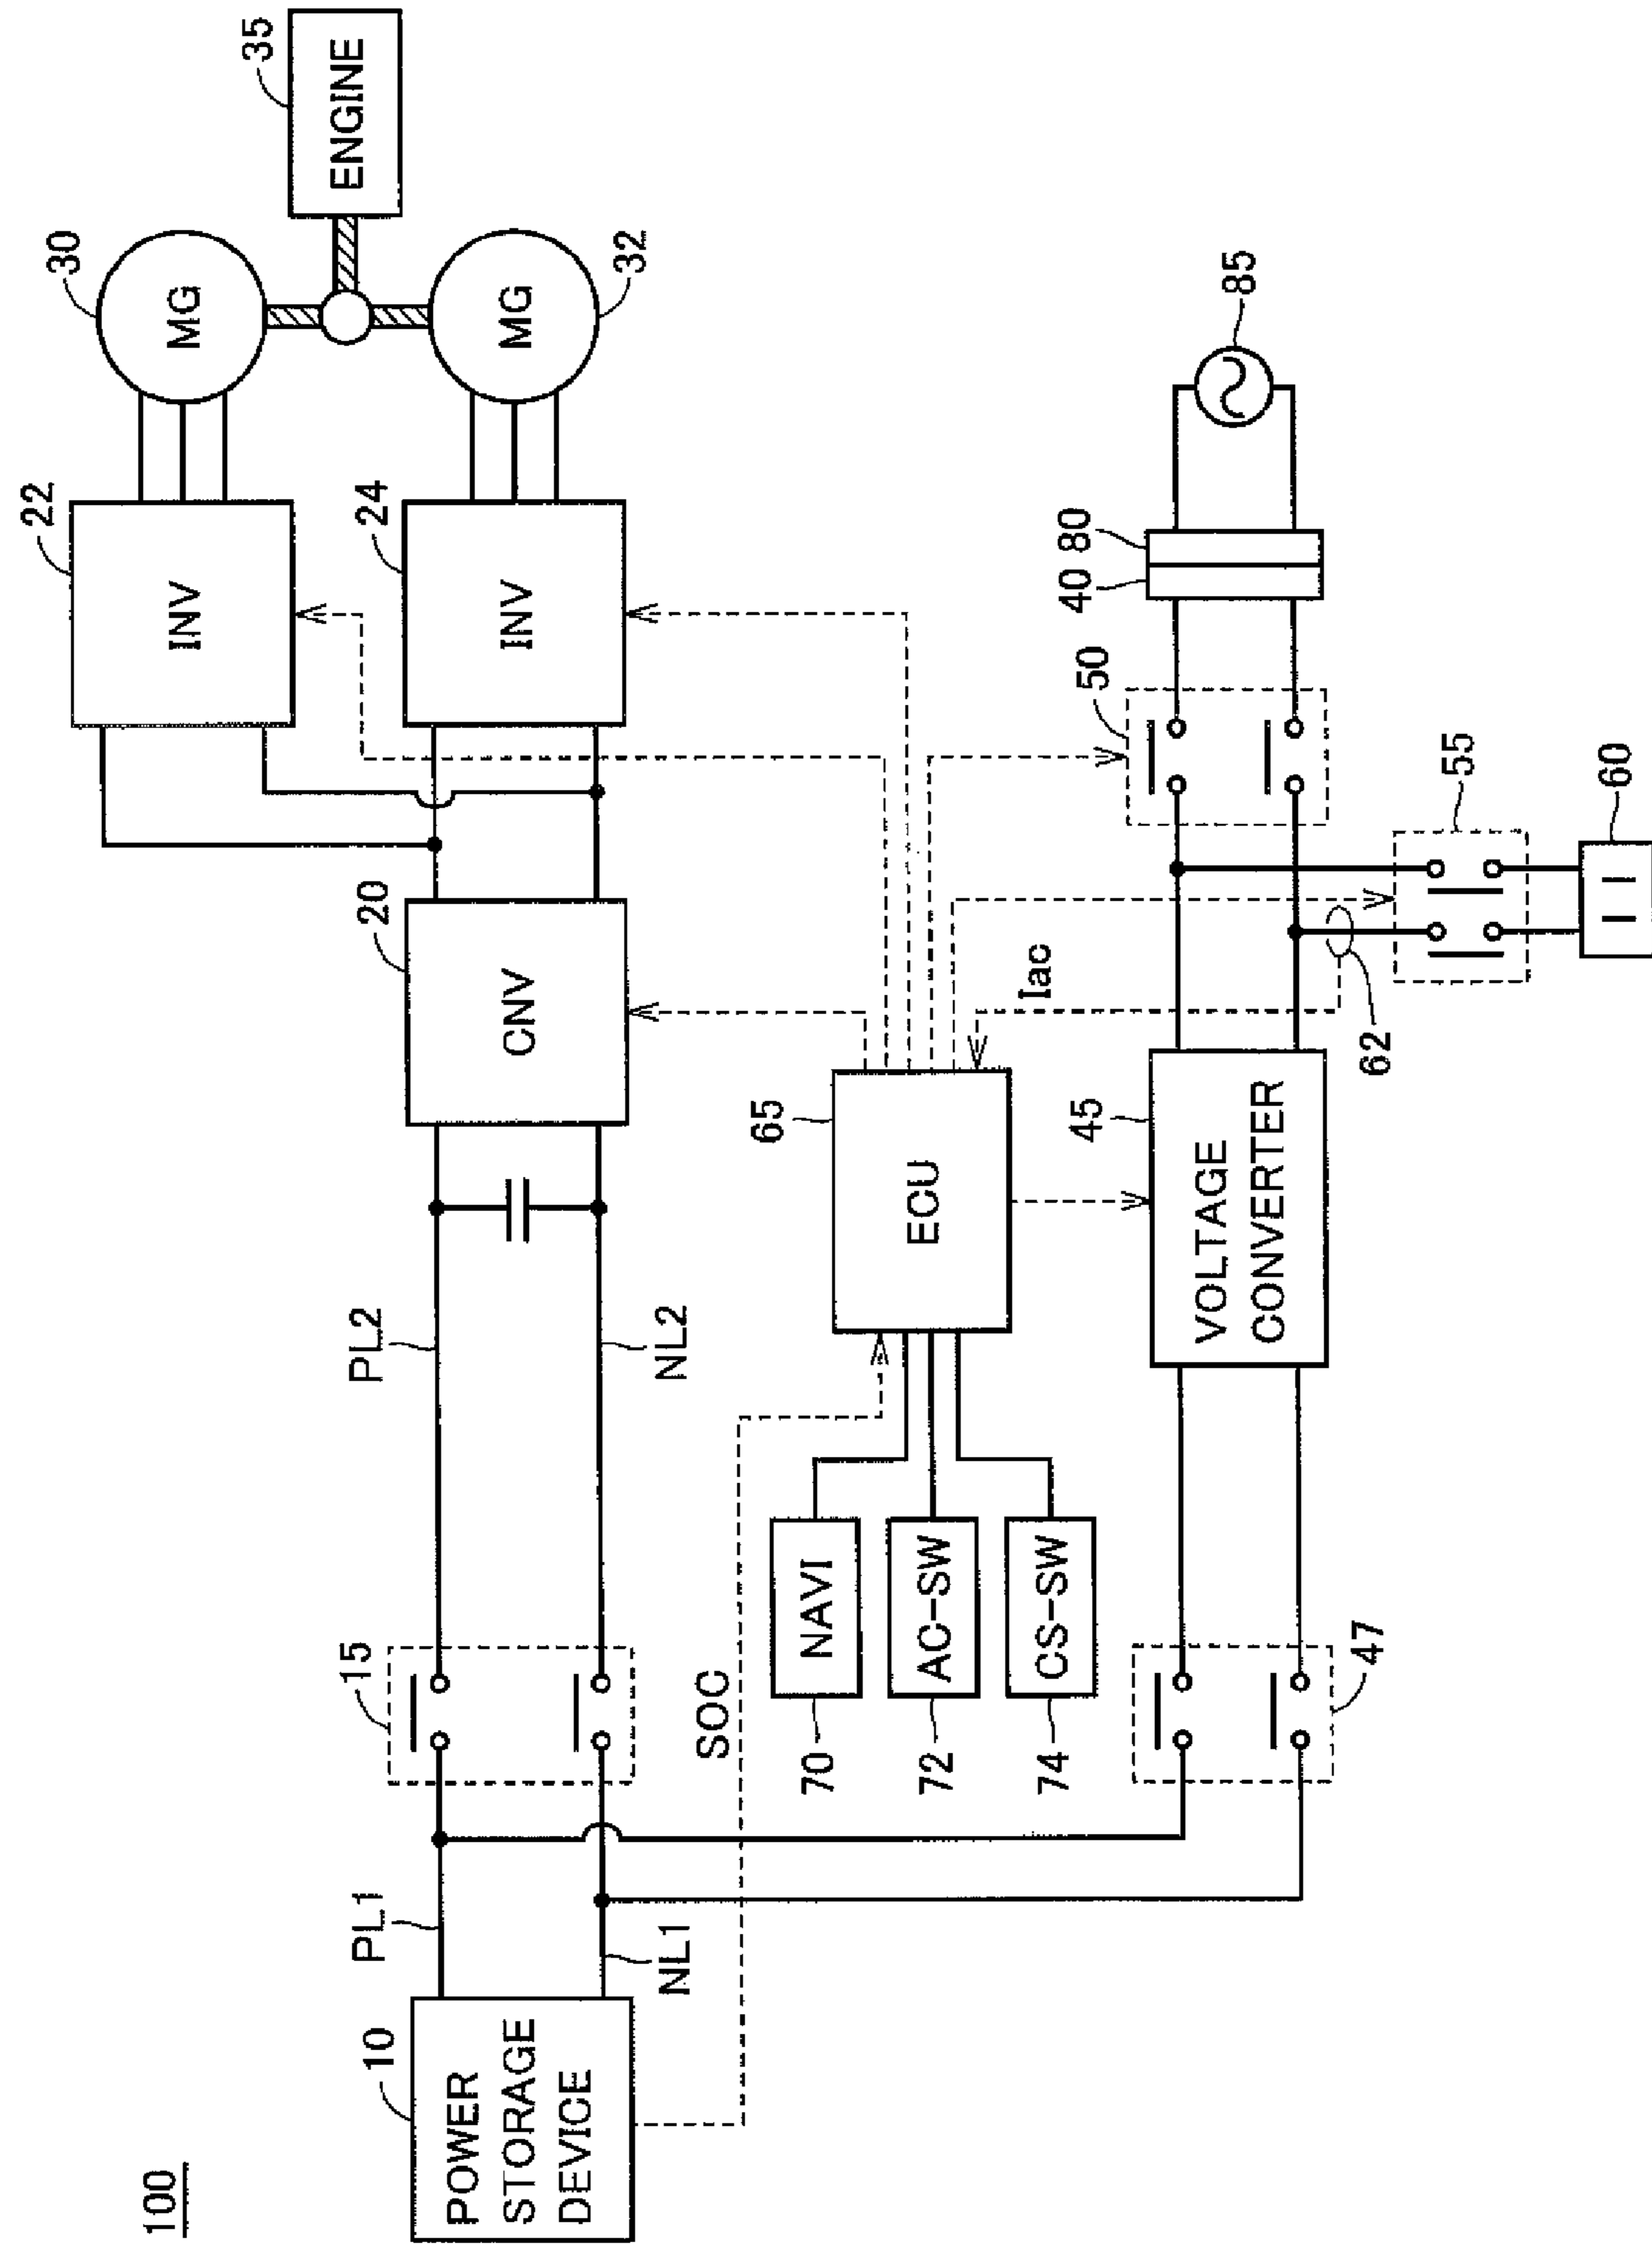 100
10
POWER
STORAGE
DEVICE
PL1
NL1
15
PL2
NL2
20
CNV
22
INV
24
INV
30
MG
32
MG
35
ENGINE
SOC
70
NAVI
72
AC-SW
74
CS-SW
65
ECU
Iac
47
45
VOLTAGE
CONVERTER
62
50
55
60
40
80
85